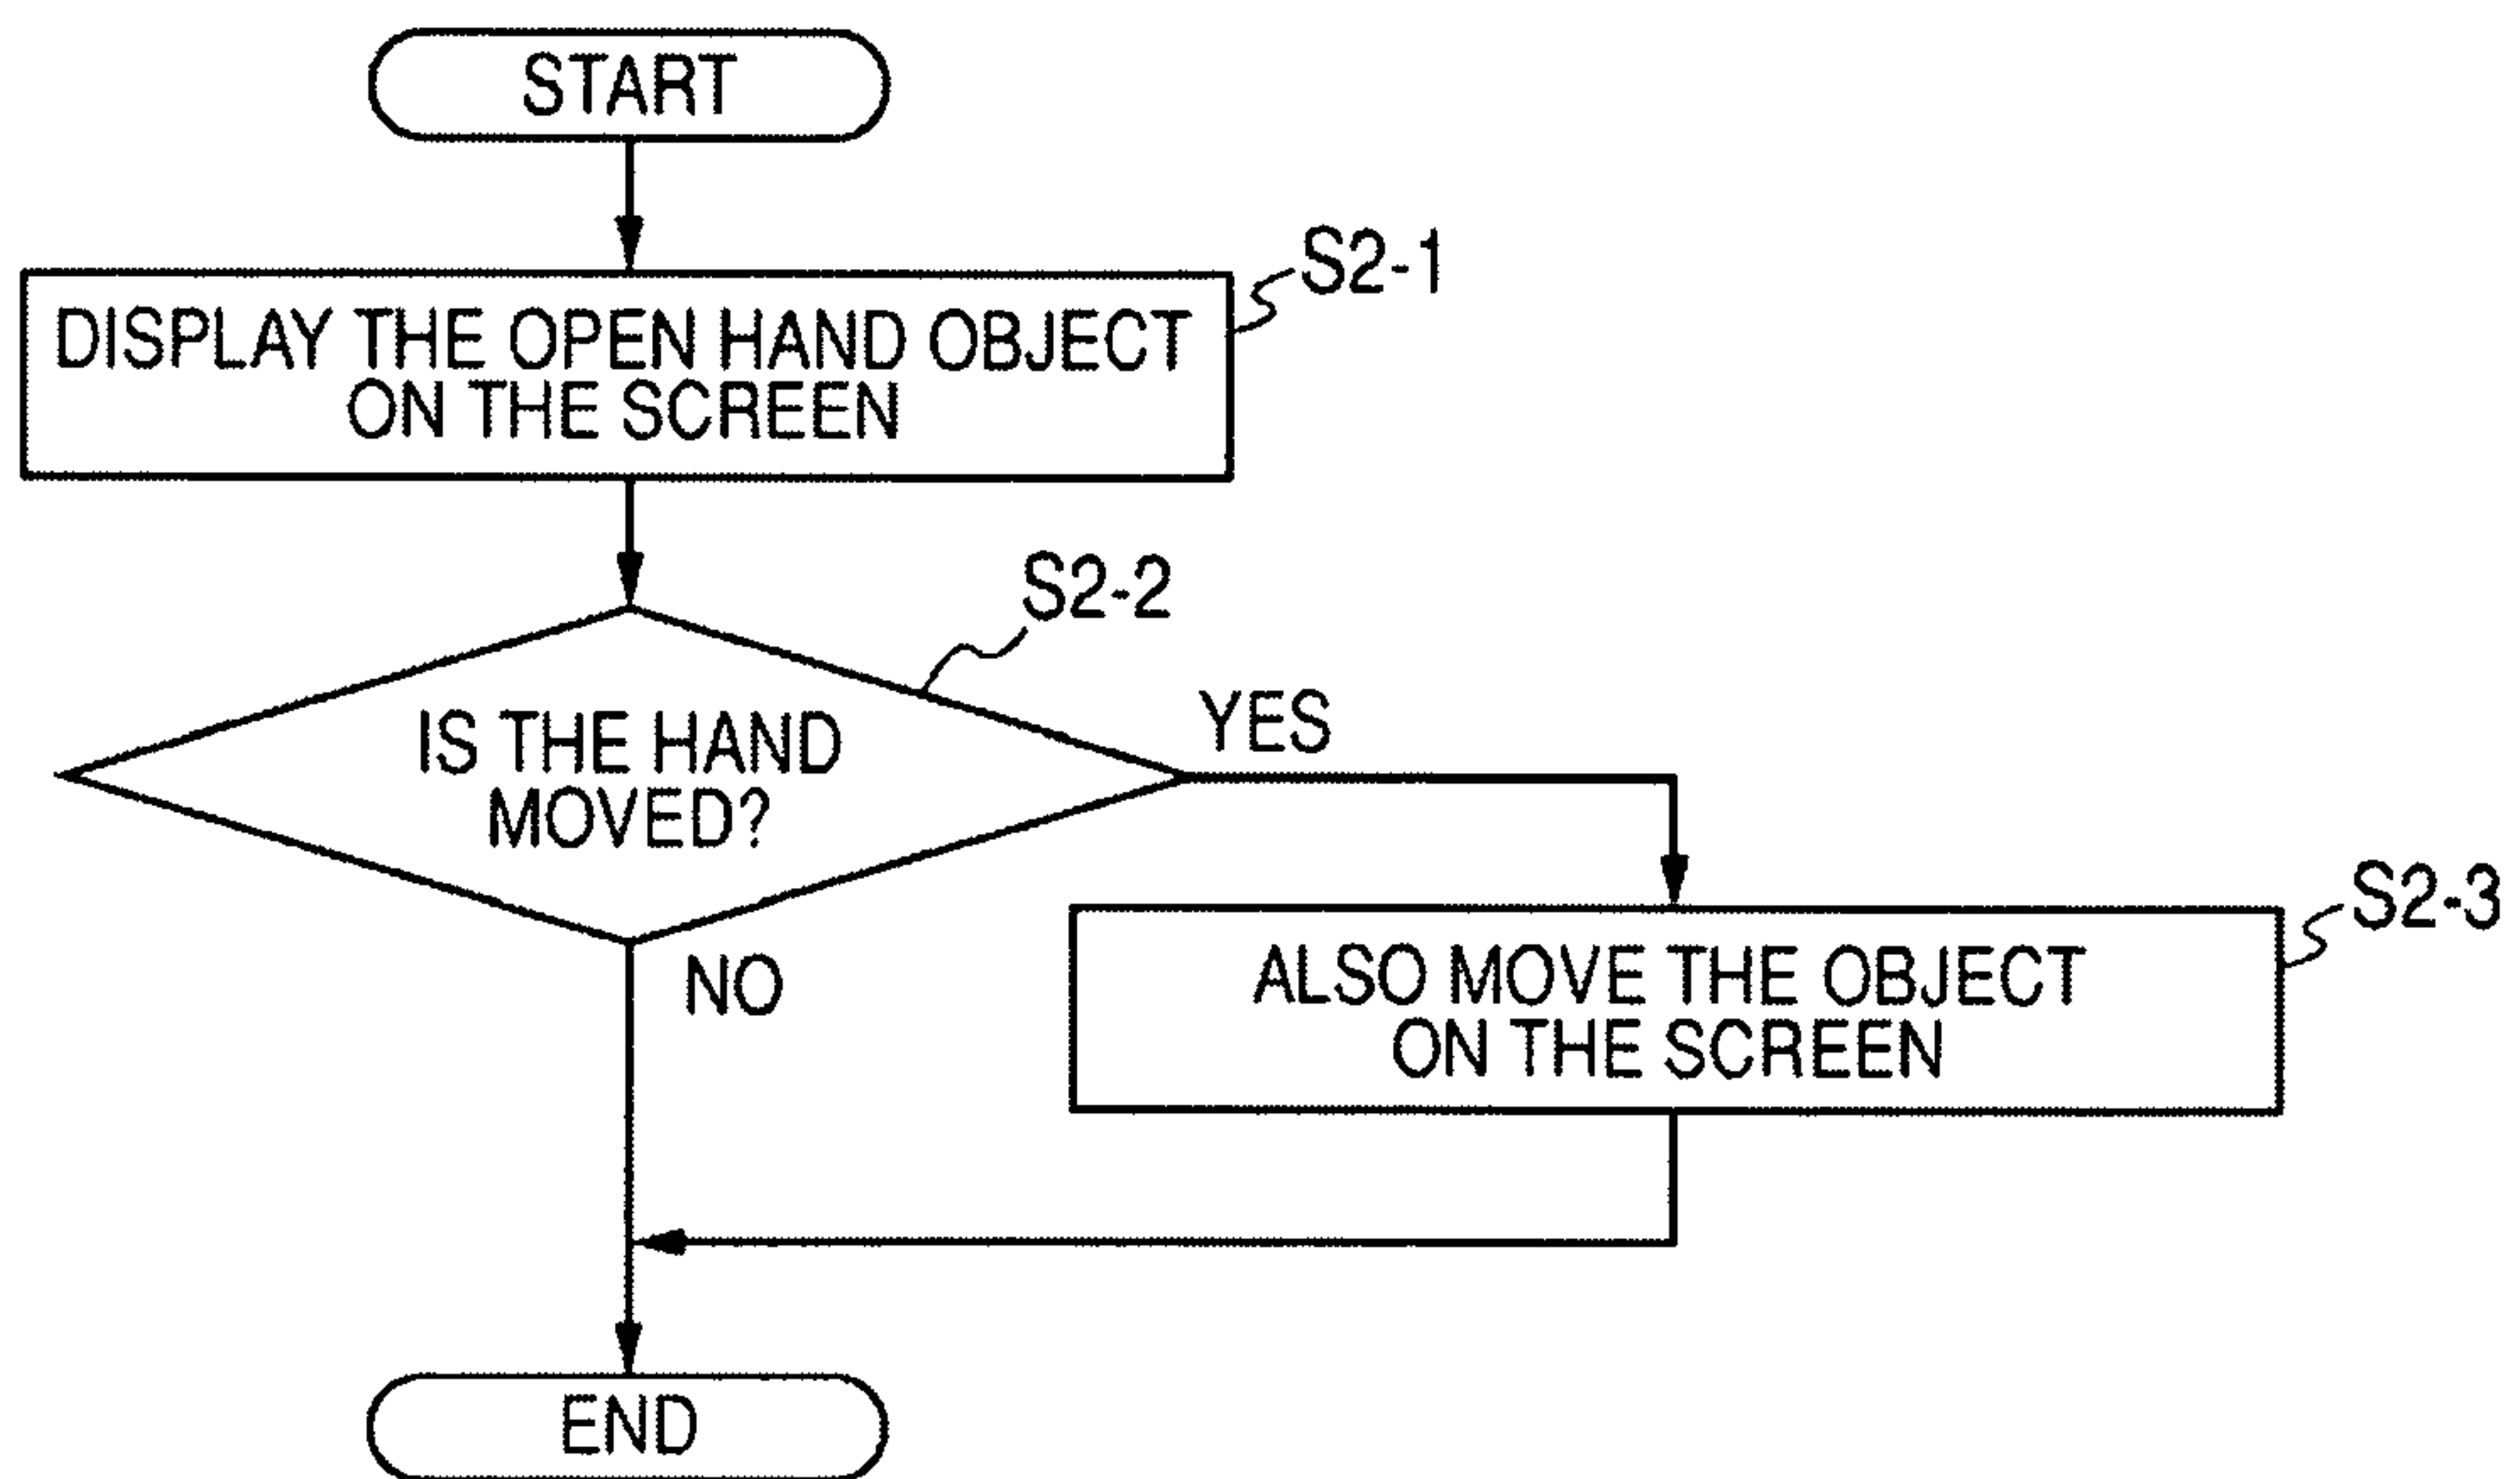 START
S2-1
DISPLAY THE OPEN HAND OBJECT
ON THE SCREEN
S2-2
IS THE HAND
MOVED?
YES
NO
S2-3
ALSO MOVE THE OBJECT
ON THE SCREEN
END